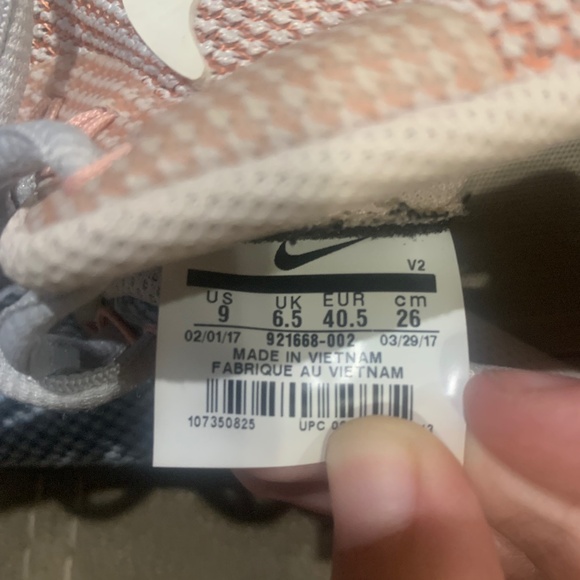 V2
US UK EUR cm
9 6.5 40.5 26
02/01/17 921668-002 03/29/17
MADE IN VIETNAM
FABRIQUE AU VIETNAM
107350825 UPC